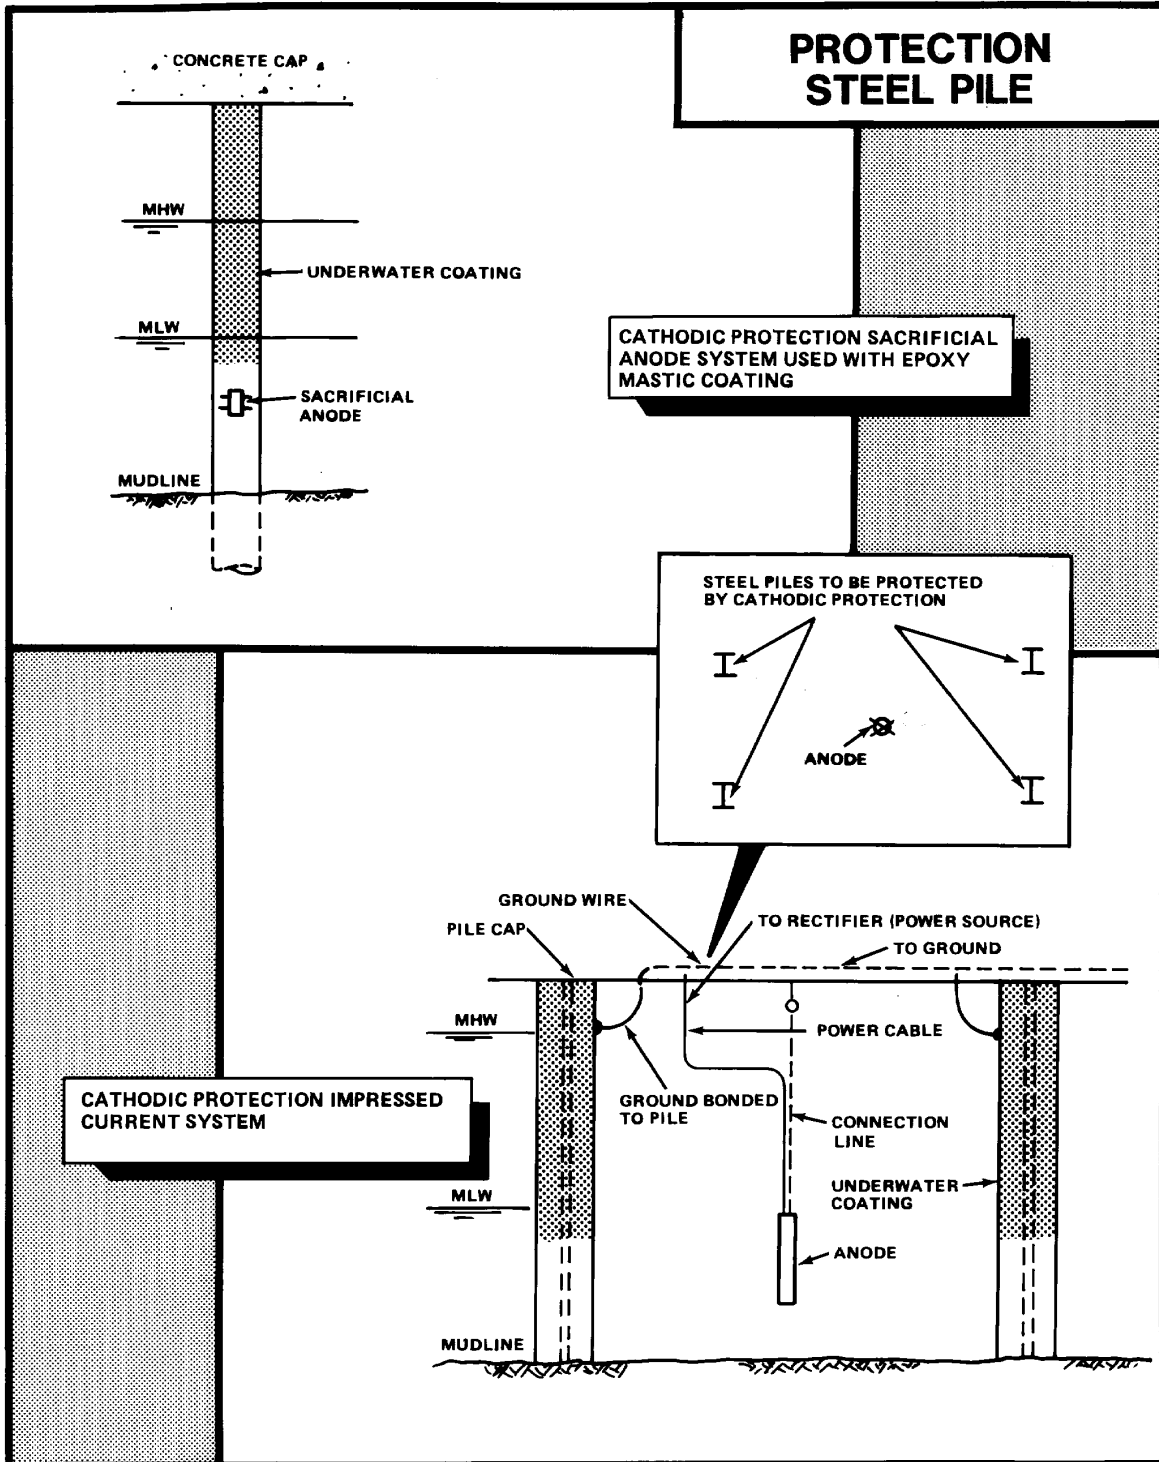 PROTECTION
STEEL PILE
CONCRETE CAP
MHW
UNDERWATER COATING
MLW
SACRIFICIAL
ANODE
MUDLINE
CATHODIC PROTECTION SACRIFICIAL
ANODE SYSTEM USED WITH EPOXY
MASTIC COATING
STEEL PILES TO BE PROTECTED
BY CATHODIC PROTECTION
ANODE
GROUND WIRE
TO RECTIFIER (POWER SOURCE)
PILE CAP
TO GROUND
MHW
POWER CABLE
GROUND BONDED
TO PILE
CONNECTION
LINE
CATHODIC PROTECTION IMPRESSED
CURRENT SYSTEM
MLW
UNDERWATER
COATING
ANODE
MUDLINE